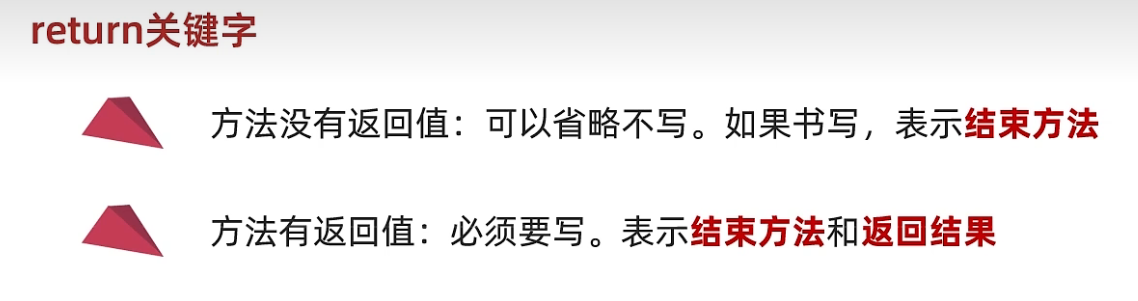 return关键字
方法没有返回值：可以省略不写。如果书写，表示结束方法
方法有返回值：必须要写。表示结束方法和返回结果